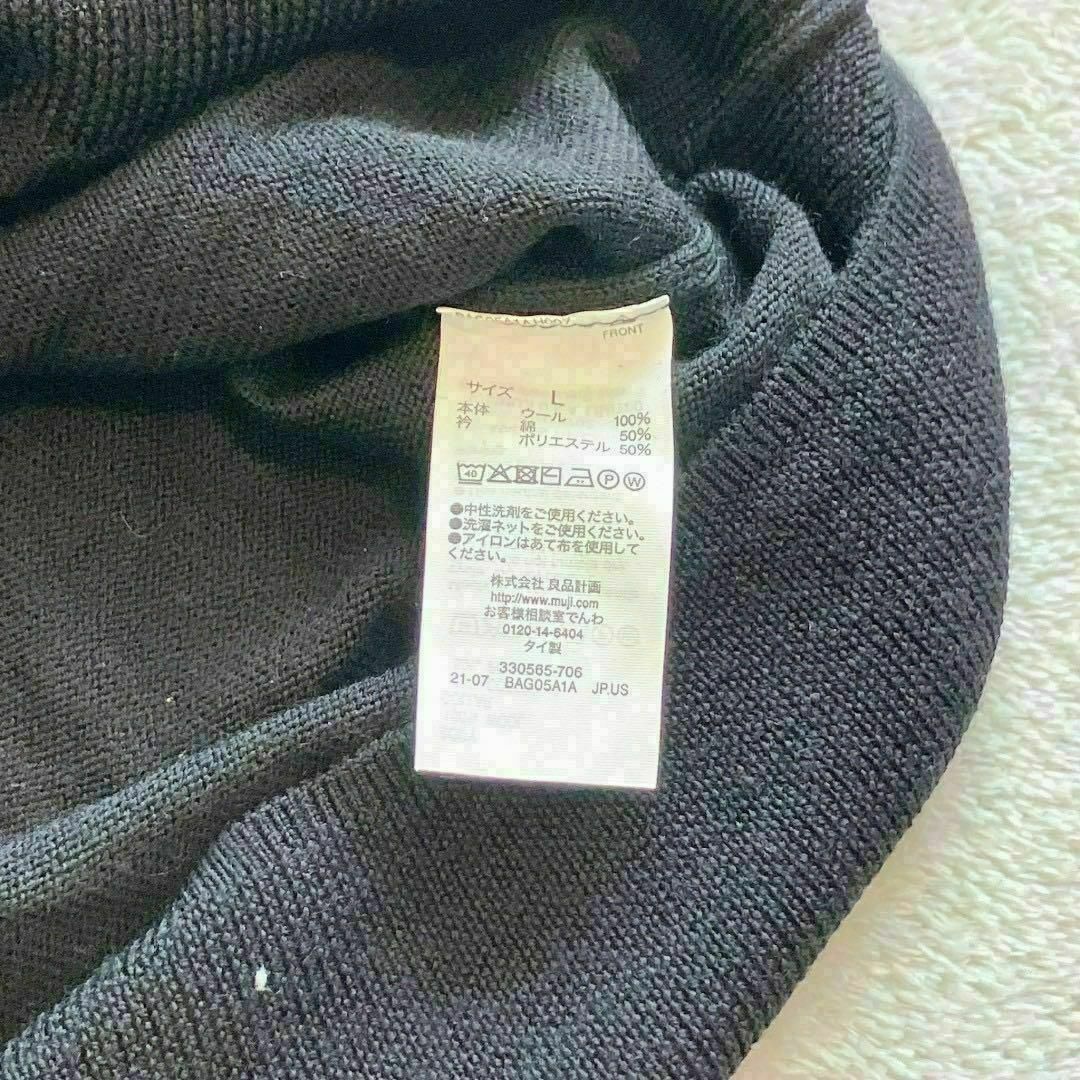 FRONT
サイズ L
本体 ウール 100%
衿 綿 50%
ポリエステル 50%
40 P W
●中性洗剤をご使用ください。
●洗濯ネットをご使用ください。
●アイロンはあて布を使用して
ください。
株式会社 良品計画
http://www.muji.com
お客様相談室でんわ
0120-14-6404
タイ製
330565-706
21-07 BAG05A1A JP.US